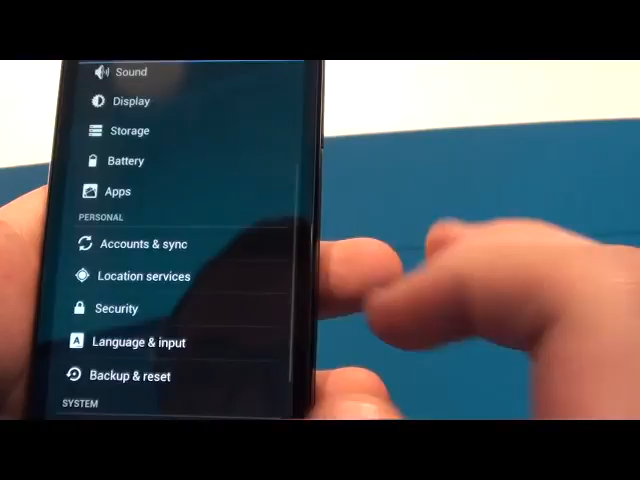 Sound
Display
Storage
Battery
Apps
PERSONAL
Accounts & sync
Location services
Security
A Language & input
Backup & reset
SYSTEM